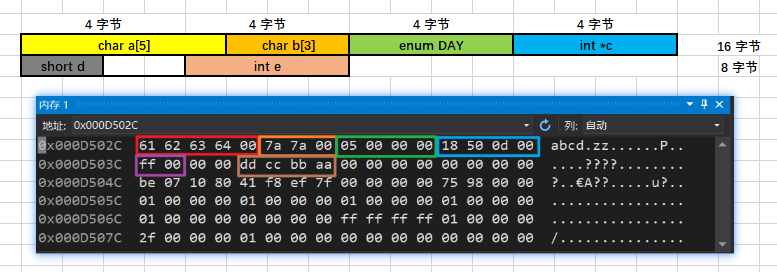 4 字节 4 字节 4 字节 4 字节
char a[5] char b[3] enum DAY int *c 16 字节
short d int e 8 字节
内存 1
地址: 0x000D502C 列: 自动
0x000D502C 61 62 63 64 00 7a 7a 00 05 00 00 00 18 50 0d 00 abcd.zz......P..
0x000D503C ff 00 00 00 dd cc bb aa 00 00 00 00 00 00 00 00 ....????........
0x000D504C be 07 10 80 41 f8 ef 7f 00 00 00 00 75 98 00 00 ?..€A??.....u?..
0x000D505C 01 00 00 00 01 00 00 00 01 00 00 00 01 00 00 00 ................
0x000D506C 01 00 00 00 00 00 00 00 ff ff ff ff 01 00 00 00 ................
0x000D507C 2f 00 00 00 01 00 00 00 00 00 00 00 00 00 00 00 /...............